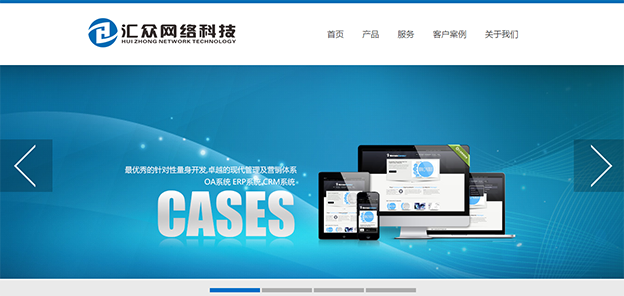 汇众网络科技
HUIZHONG NETWORK TECHNOLOGY
首页 产品 服务 客户案例 关于我们
最优秀的针对性量身开发,卓越的现代管理及营销体系
OA系统 ERP系统 CRM系统
CASES